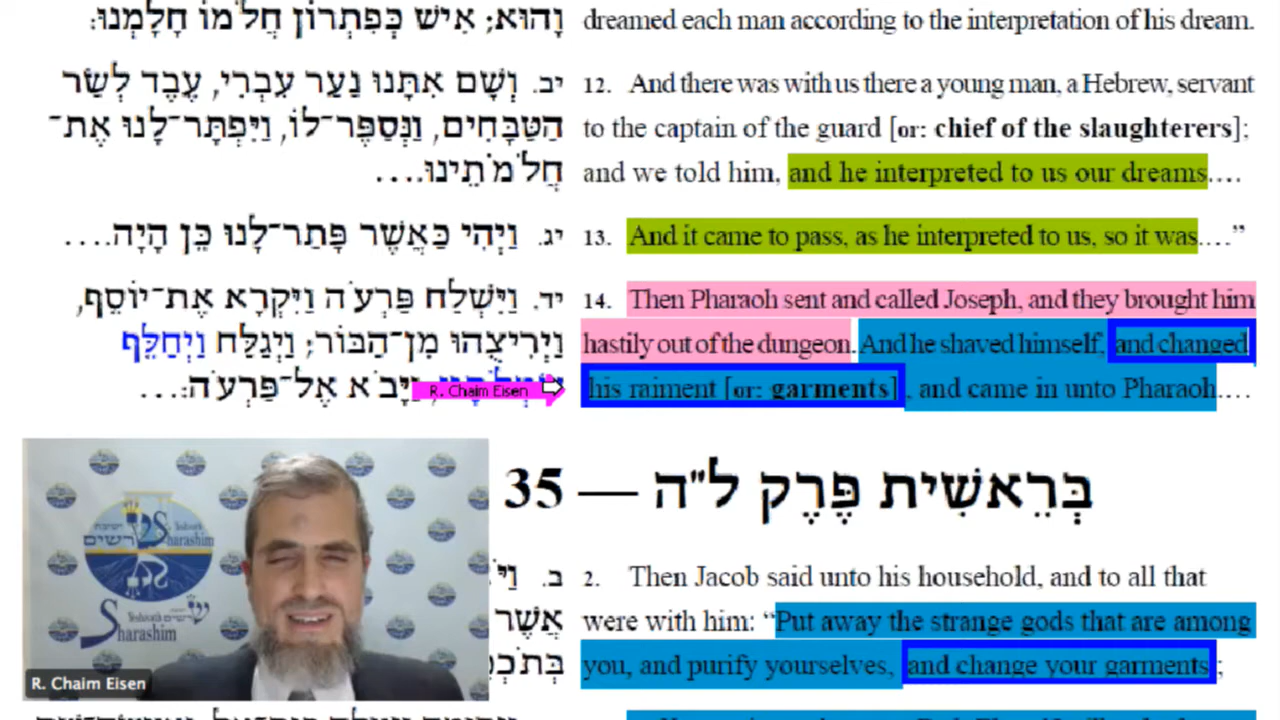 וָהוּא; אִישׁ כְּפִתְרוֹן חֲלֹמוֹ חָלָמְנוּ:
dreamed each man according to the interpretation of his dream.
יב. וְשָׁם אִתָּנוּ נַעַר עִבְרִי, עֶבֶד לְשַׂר
12. And there was with us there a young man, a Hebrew, servant
הַטַּבָּחִים, וַנְּסַפֶּר־לוֹ, וַיִּפְתָּר־לָנוּ אֶת־
to the captain of the guard [or: chief of the slaughterers];
חֲלֹמֹתֵינוּ....
and we told him, and he interpreted to us our dreams....
יג. וַיְהִי כַּאֲשֶׁר פָּתַר־לָנוּ כֵּן הָיָה....
13. And it came to pass, as he interpreted to us, so it was....”
יד. וַיִּשְׁלַח פַּרְעֹה וַיִּקְרָא אֶת־יוֹסֵף,
14. Then Pharaoh sent and called Joseph, and they brought him
וַיְרִיצֻהוּ מִן־הַבּוֹר; וַיְגַלַּח וַיְחַלֵּף
hastily out of the dungeon. And he shaved himself, and changed
וַיָּבֹא אֶל־פַּרְעֹה:...
R. Chaim Eisen
his raiment [or: garments], and came in unto Pharaoh....
בְּרֵאשִׁית פֶּרֶק ל"ה — 35
ב.
2. Then Jacob said unto his household, and to all that
אֲשֶׁר
were with him: “Put away the strange gods that are among
you, and purify yourselves, and change your garments;
ישיבת
שרשים
Yeshivath
Sharashim
Yeshivath שרשים
Sharashim
R. Chaim Eisen